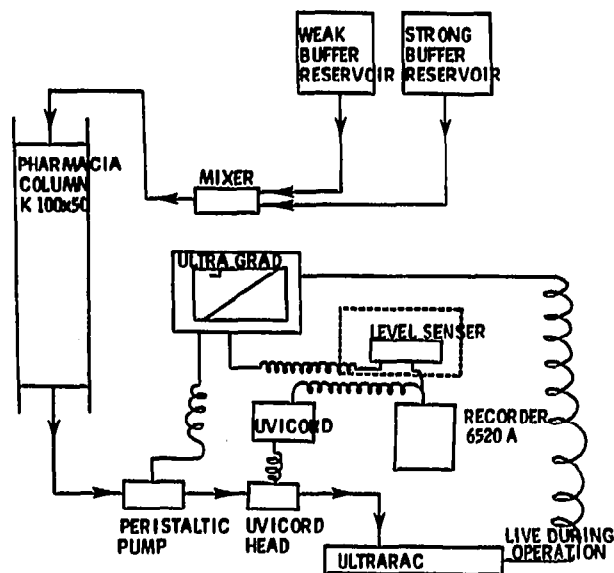 WEAK
BUFFER
RESERVOIR
STRONG
BUFFER
RESERVOIR
PHARMACIA
COLUMN
K 100x50
MIXER
ULTRA GRAD
LEVEL SENSER
UVICORD
RECORDER
6520 A
PERISTALTIC
PUMP
UVICORD
HEAD
LIVE DURING
OPERATION
ULTRARAC